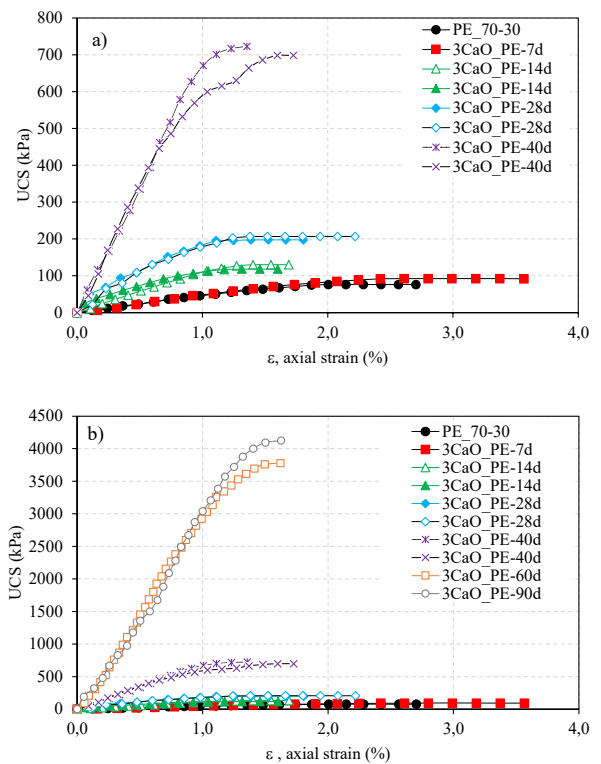 a)
800
700
600
500
400
300
200
100
0
UCS (kPa)
0,0 1,0 2,0 3,0 4,0
ε, axial strain (%)
PE_70-30
3CaO_PE-7d
3CaO_PE-14d
3CaO_PE-14d
3CaO_PE-28d
3CaO_PE-28d
3CaO_PE-40d
3CaO_PE-40d
b)
4500
4000
3500
3000
2500
2000
1500
1000
500
0
UCS (kPa)
0,0 1,0 2,0 3,0 4,0
ε , axial strain (%)
PE_70-30
3CaO_PE-7d
3CaO_PE-14d
3CaO_PE-14d
3CaO_PE-28d
3CaO_PE-28d
3CaO_PE-40d
3CaO_PE-40d
3CaO_PE-60d
3CaO_PE-90d